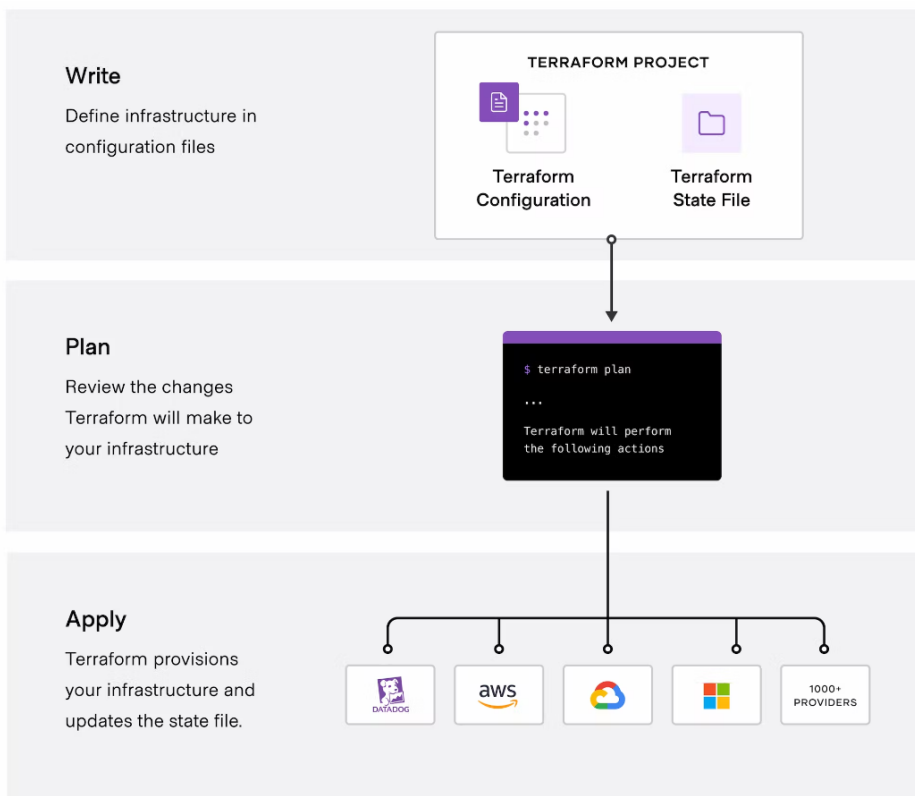 Write
Define infrastructure in
configuration files
TERRAFORM PROJECT
Terraform
Configuration
Terraform
State File
Plan
Review the changes
Terraform will make to
your infrastructure
$ terraform plan
...
Terraform will perform
the following actions
Apply
Terraform provisions
your infrastructure and
updates the state file.
DATADOG
aws
1000+
PROVIDERS